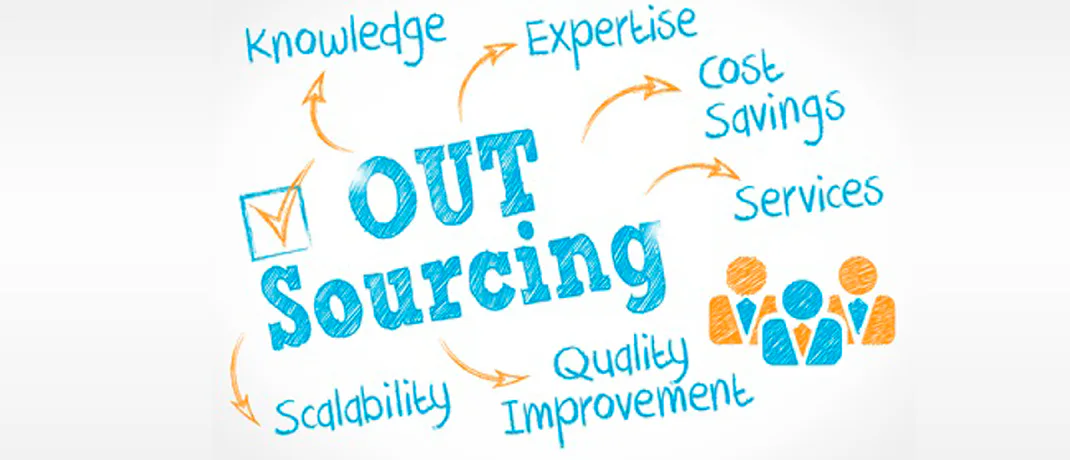 Knowledge
Expertise
Cost
Savings
Services
OUT
Sourcing
Quality
Improvement
Scalability